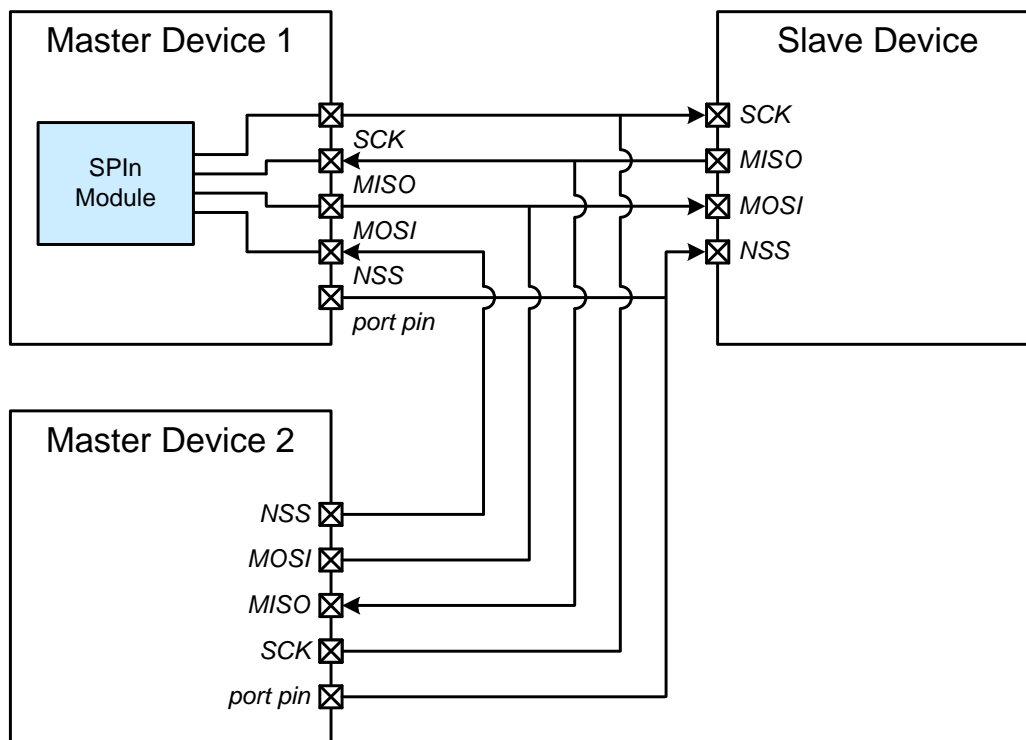 Master Device 1
SPIn
Module
SCK
MISO
MOSI
NSS
port pin
Slave Device
SCK
MISO
MOSI
NSS
Master Device 2
NSS
MOSI
MISO
SCK
port pin